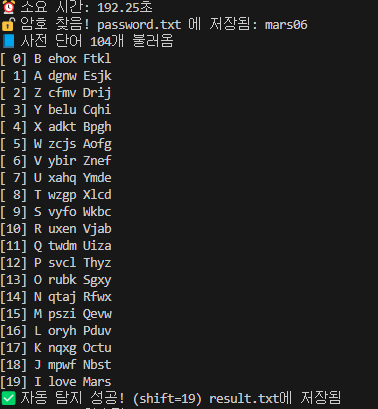 ⏰ 소요 시간: 192.25초
🔓 암호 찾음! password.txt 에 저장됨: mars06
📘 사전 단어 104개 불러옴
[ 0] B ehox Ftkl
[ 1] A dgnw Esjk
[ 2] Z cfmv Drij
[ 3] Y belu Cqhi
[ 4] X adkt Bpgh
[ 5] W zcjs Aofg
[ 6] V ybir Znef
[ 7] U xahq Ymde
[ 8] T wzgp Xlcd
[ 9] S vyfo Wkbc
[10] R uxen Vjab
[11] Q twdm Uiza
[12] P svcl Thyz
[13] O rubk Sgxy
[14] N qtaj Rfwx
[15] M pszi Qevw
[16] L oryh Pduv
[17] K nqxg Octu
[18] J mpwf Nbst
[19] I love Mars
✅ 자동 탐지 성공! (shift=19) result.txt에 저장됨